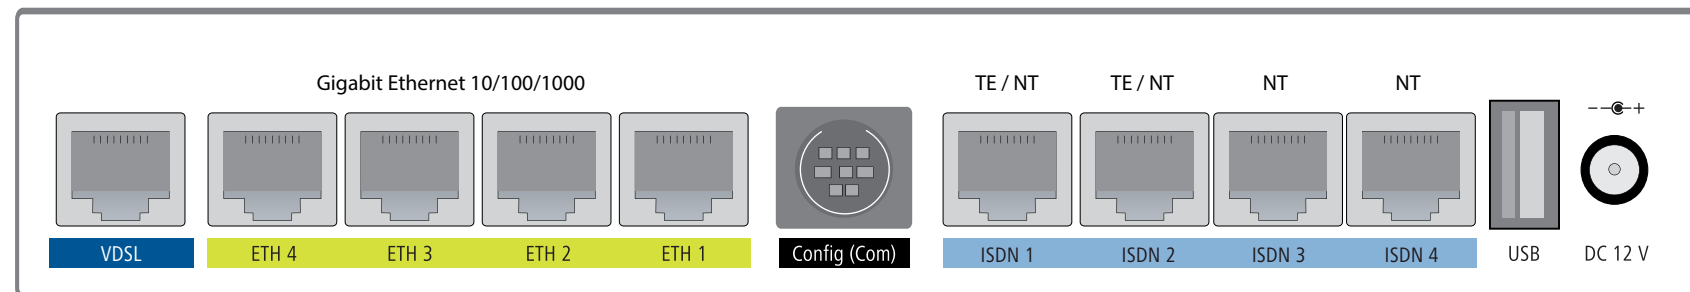 Gigabit Ethernet 10/100/1000 TE / NT TE / NT NT NT
VDSL ETH 4 ETH 3 ETH 2 ETH 1 Config (Com) ISDN 1 ISDN 2 ISDN 3 ISDN 4 USB DC 12 V